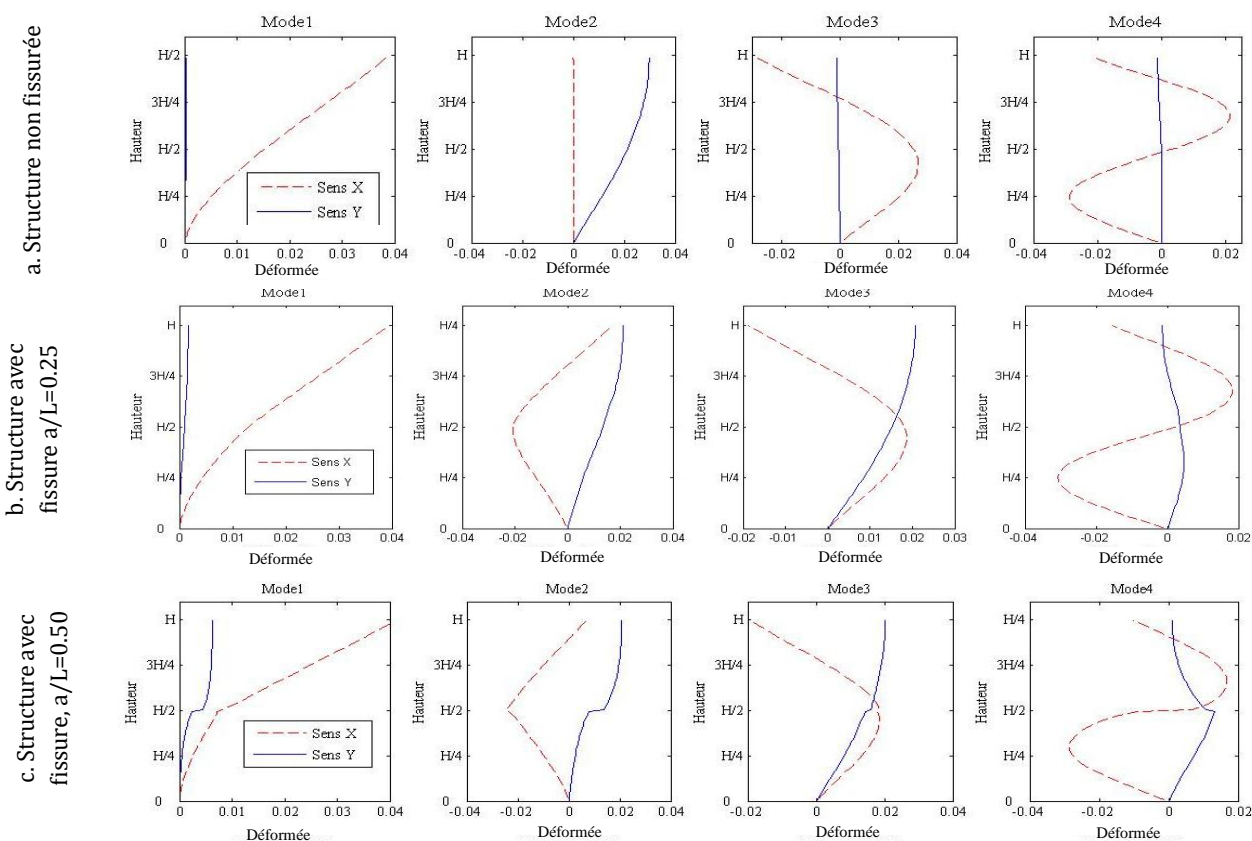 a. Structure non fissurée
Mode1
Hauteur
H/2
3H/4
H/2
H/4
0
Sens X
Sens Y
0 0.01 0.02 0.03 0.04
Déformée
Mode2
Hauteur
H
3H/4
H/2
H/4
0
-0.04 -0.02 0 0.02 0.04
Déformée
Mode3
Hauteur
H
3H/4
H/2
H/4
0
-0.02 0 0.02 0.04
Déformée
Mode4
Hauteur
H
3H/4
H/2
H/4
0
-0.04 -0.02 0 0.02
Déformée
b. Structure avec
fissure a/L=0.25
Mode1
Hauteur
H
3H/4
H/2
H/4
0
Sens X
Sens Y
0 0.01 0.02 0.03 0.04
Déformée
Mode2
Hauteur
H/4
3H/4
H/2
H/4
0
-0.04 -0.02 0 0.02 0.04
Déformée
Mode3
Hauteur
H
3H/4
H/2
H/4
0
-0.02 -0.01 0 0.01 0.02 0.03
Déformée
Mode4
Hauteur
H
3H/4
H/2
H/4
0
-0.04 -0.02 0 0.02
Déformée
c. Structure avec
fissure, a/L=0.50
Mode1
Hauteur
H
3H/4
H/2
H/4
0
Sens X
Sens Y
0 0.01 0.02 0.03 0.04
Déformée
Mode2
Hauteur
H
3H/4
H/2
H/4
0
-0.04 -0.02 0 0.02 0.04
Déformée
Mode3
Hauteur
H
3H/4
H/2
H/4
0
-0.02 0 0.02 0.04
Déformée
Mode4
Hauteur
H/4
3H/4
H/2
H/4
0
-0.04 -0.02 0 0.02
Déformée